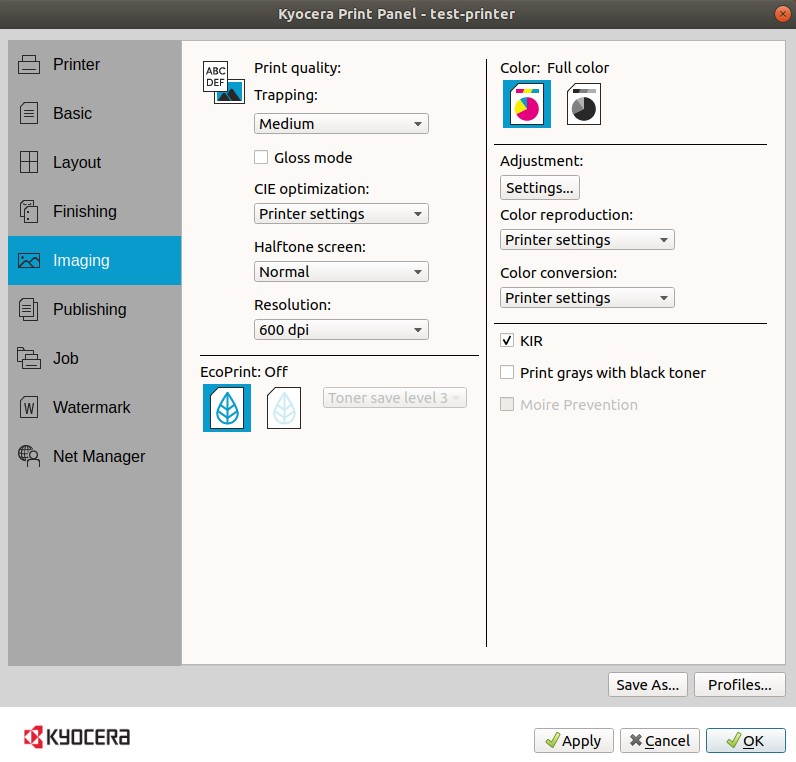 Kyocera Print Panel - test-printer
Printer
Basic
Layout
Finishing
Imaging
Publishing
Job
W
Watermark
Net Manager
ABC
DEF
Print quality:
Trapping:
Medium
Gloss mode
CIE optimization:
Printer settings
Halftone screen:
Normal
Resolution:
600 dpi
EcoPrint: Off
Toner save level 3
Color: Full color
Adjustment:
Settings...
Color reproduction:
Printer settings
Color conversion:
Printer settings
KIR
Print grays with black toner
Moire Prevention
Save As...
Profiles...
KYOCERA
Apply
Cancel
OK